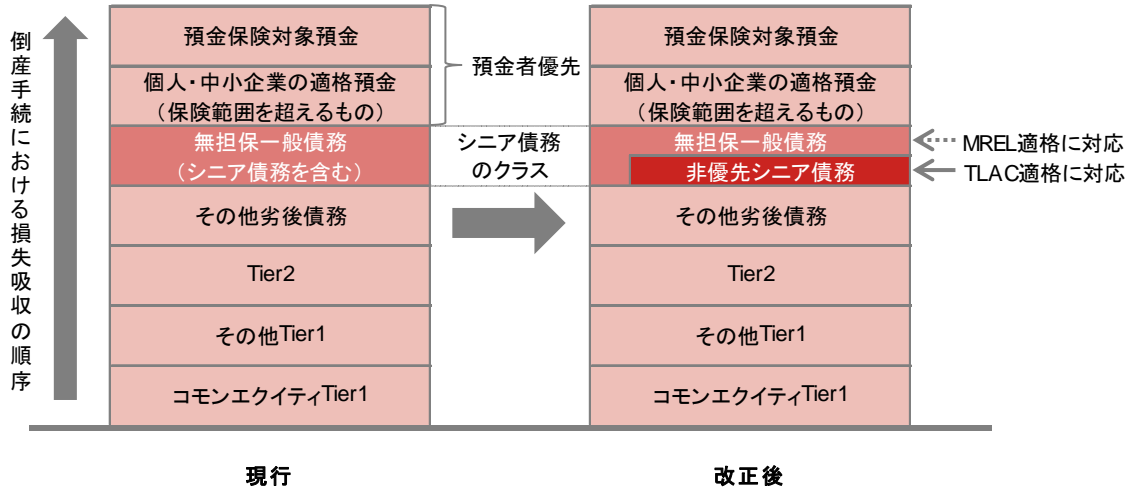 倒産手続における損失吸収の順序
預金保険対象預金
個人・中小企業の適格預金
（保険範囲を超えるもの）
無担保一般債務
（シニア債務を含む）
その他劣後債務
Tier2
その他Tier1
コモンエクイティTier1
現行
預金者優先
シニア債務
のクラス
預金保険対象預金
個人・中小企業の適格預金
（保険範囲を超えるもの）
無担保一般債務
非優先シニア債務
その他劣後債務
Tier2
その他Tier1
コモンエクイティTier1
改正後
MREL適格に対応
TLAC適格に対応